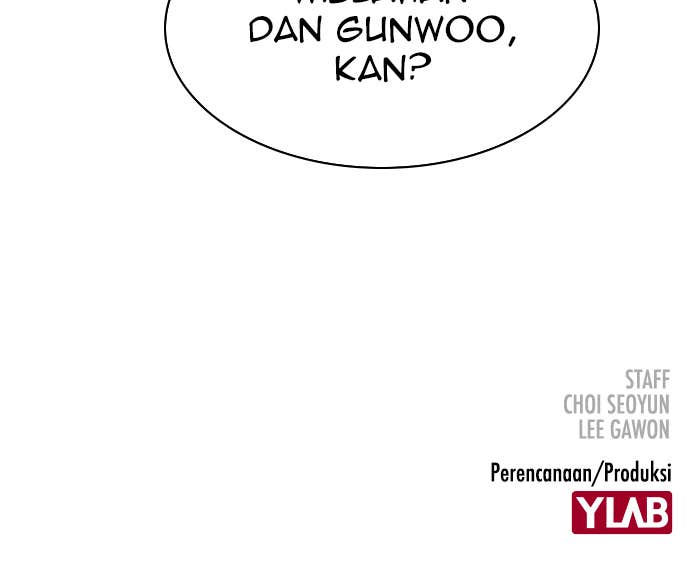 DAN GUNWOO,
KAN?
STAFF
CHOI SEOYUN
LEE GAWON
Perencanaan/Produksi
YLAB